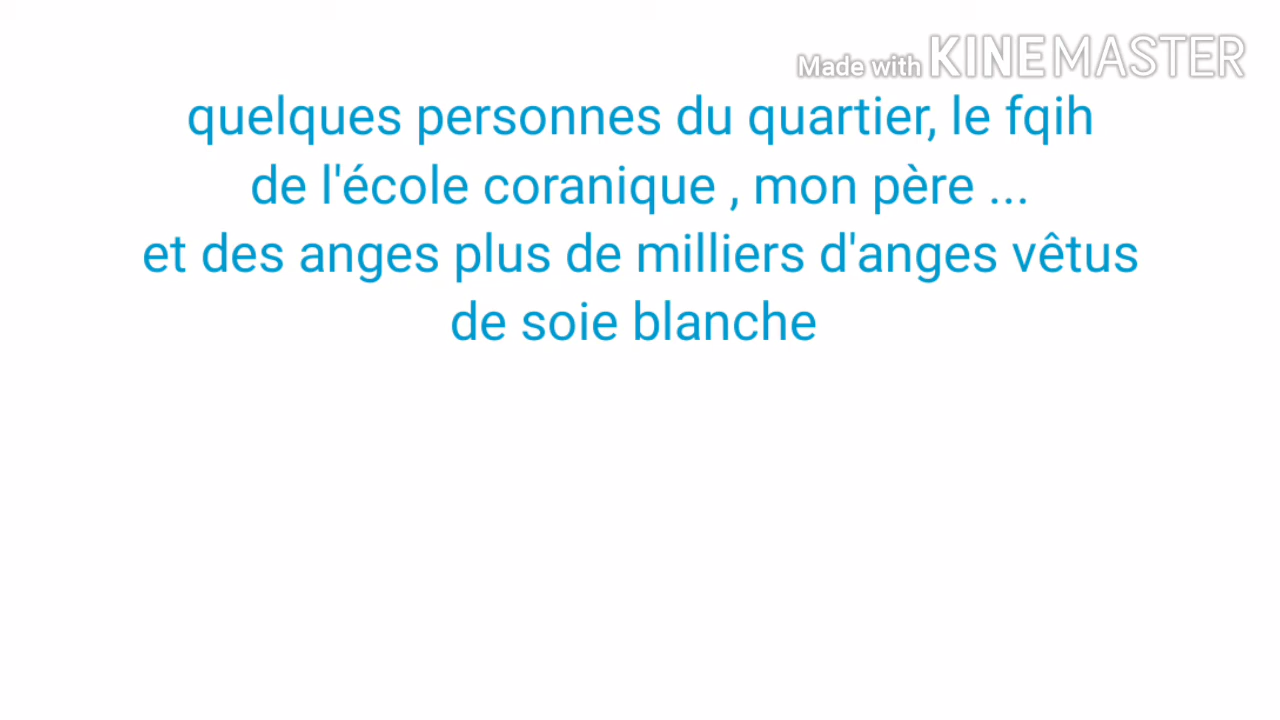 Made with KINEMASTER
quelques personnes du quartier, le fqih
de l'école coranique , mon père ...
et des anges plus de milliers d'anges vêtus
de soie blanche